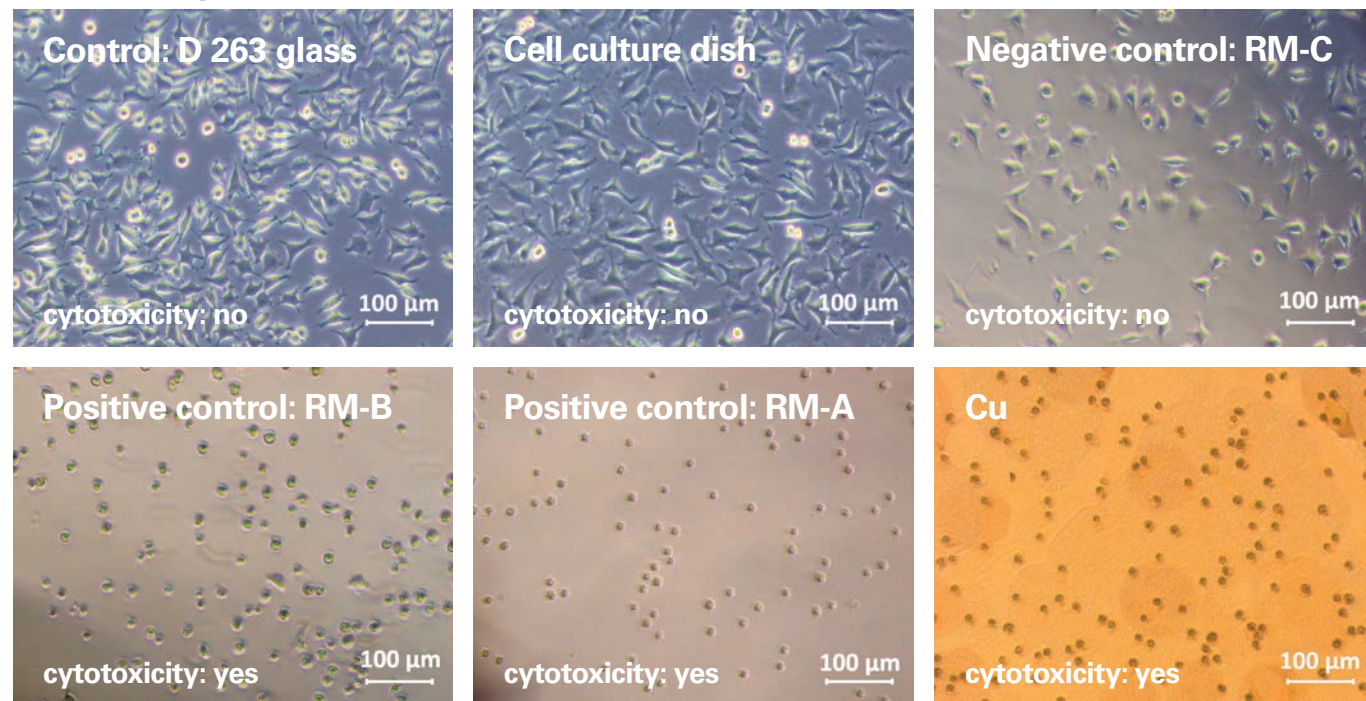 Control: D 263 glass
cytotoxicity: no
100 µm
Cell culture dish
cytotoxicity: no
100 µm
Negative control: RM-C
cytotoxicity: no
100 µm
Positive control: RM-B
cytotoxicity: yes
100 µm
Positive control: RM-A
cytotoxicity: yes
100 µm
Cu
cytotoxicity: yes
100 µm